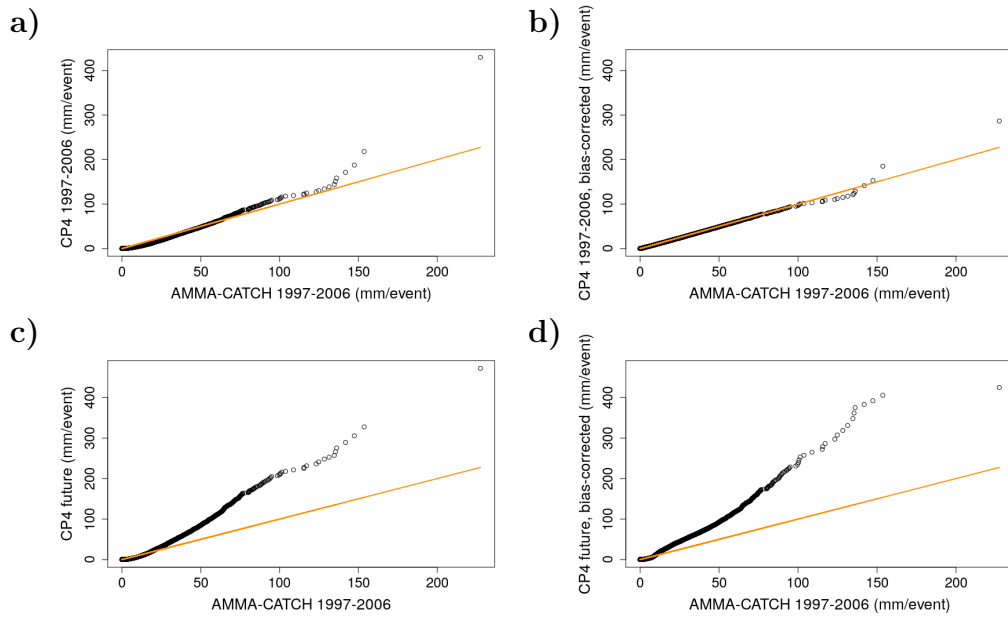 a)
CP4 1997-2006 (mm/event)
400
300
200
100
0
0 50 100 150 200
AMMA-CATCH 1997-2006 (mm/event)
b)
CP4 1997-2006, bias-corrected (mm/event)
400
300
200
100
0
0 50 100 150 200
AMMA-CATCH 1997-2006 (mm/event)
c)
CP4 future (mm/event)
400
300
200
100
0
0 50 100 150 200
AMMA-CATCH 1997-2006
d)
CP4 future, bias-corrected (mm/event)
400
300
200
100
0
0 50 100 150 200
AMMA-CATCH 1997-2006 (mm/event)